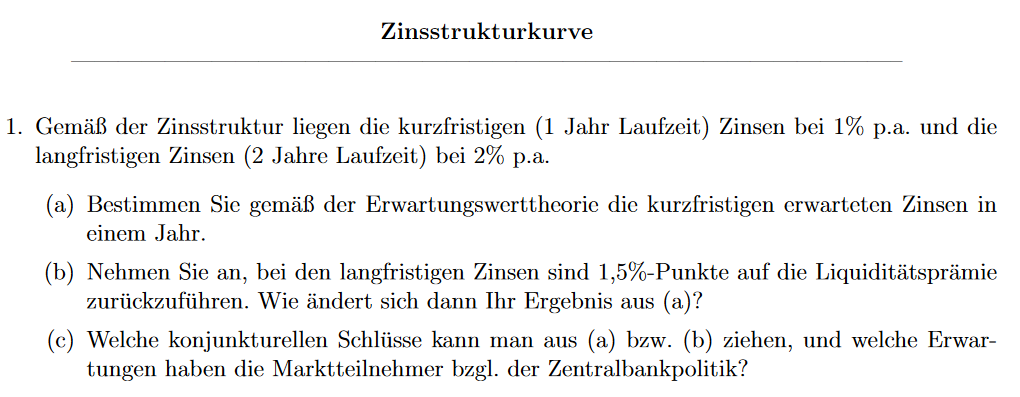 Zinsstrukturkurve
1. Gemäß der Zinsstruktur liegen die kurzfristigen (1 Jahr Laufzeit) Zinsen bei 1% p.a. und die
langfristigen Zinsen (2 Jahre Laufzeit) bei 2% p.a.
(a) Bestimmen Sie gemäß der Erwartungswerttheorie die kurzfristigen erwarteten Zinsen in
einem Jahr.
(b) Nehmen Sie an, bei den langfristigen Zinsen sind 1,5%-Punkte auf die Liquiditätsprämie
zurückzuführen. Wie ändert sich dann Ihr Ergebnis aus (a)?
(c) Welche konjunkturellen Schlüsse kann man aus (a) bzw. (b) ziehen, und welche Erwar-
tungen haben die Marktteilnehmer bzgl. der Zentralbankpolitik?